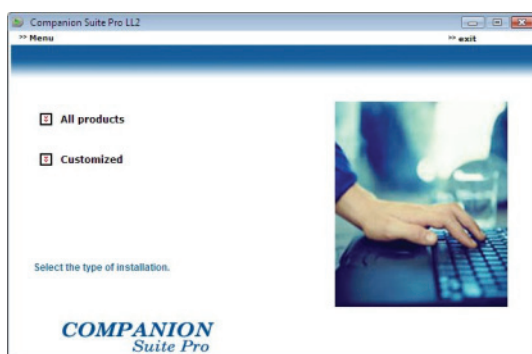 Companion Suite Pro LL2
>> Menu
>> exit
All products
Customized
Select the type of installation.
COMPANION
Suite Pro